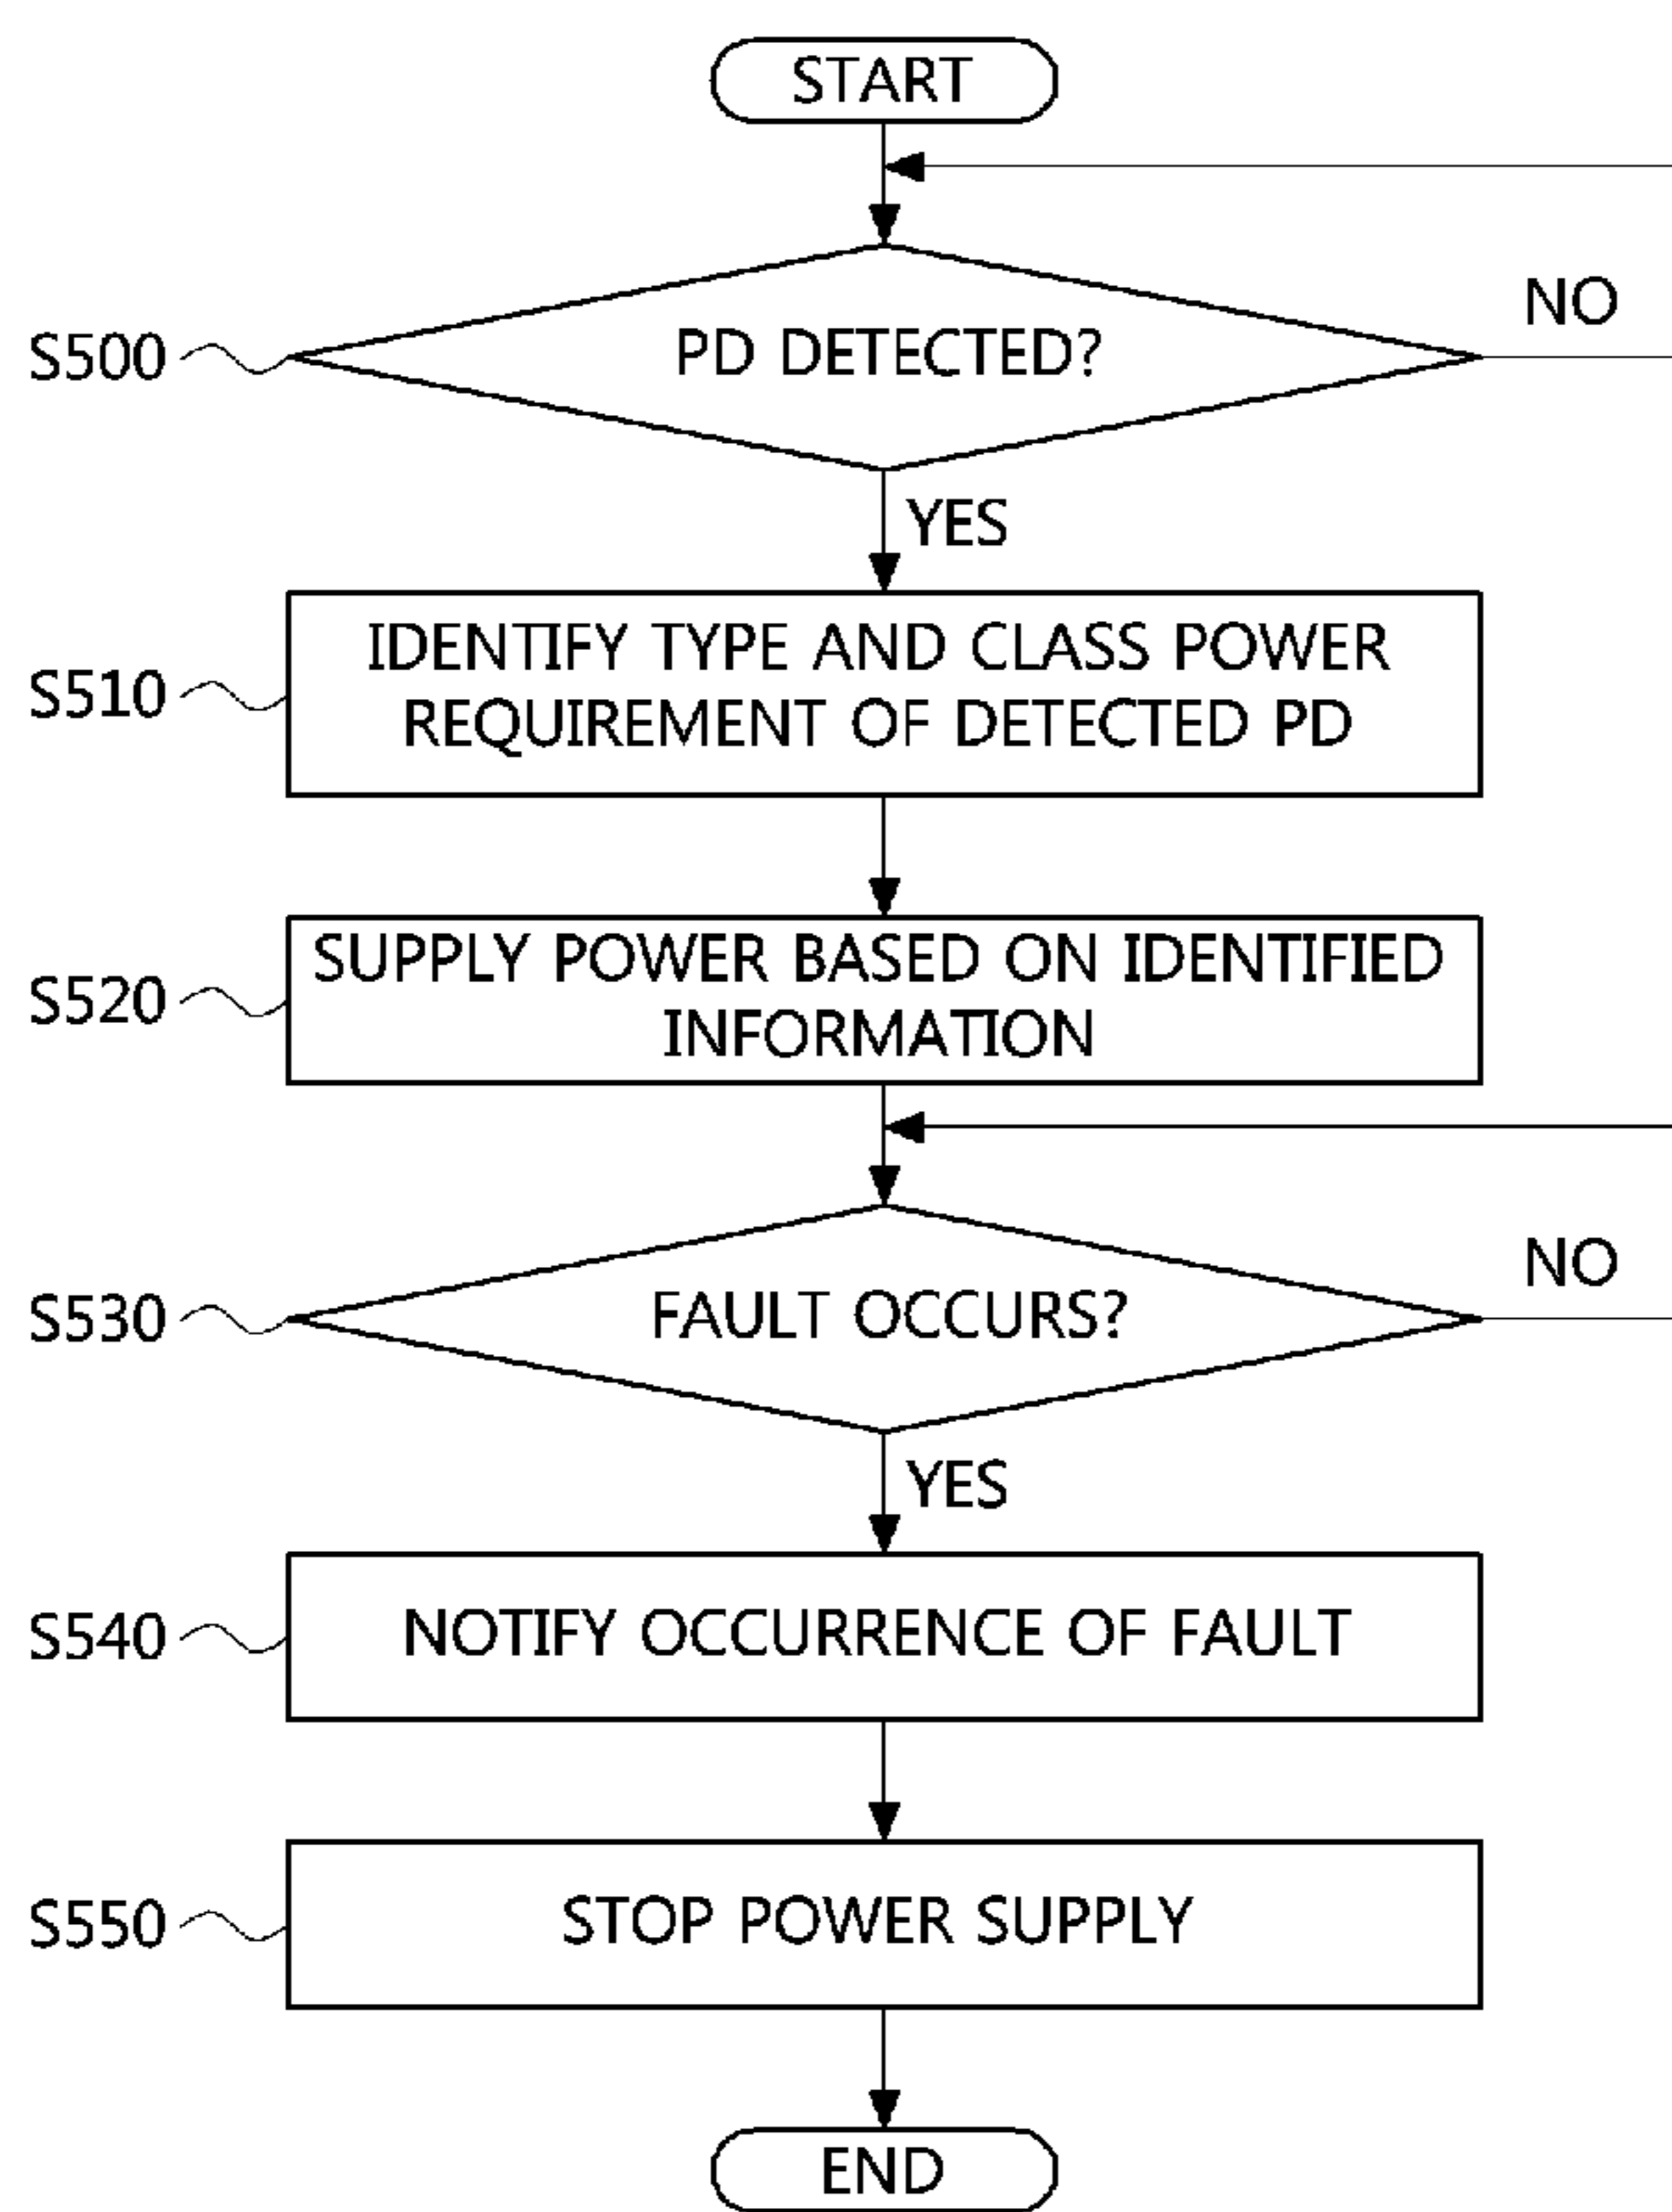 START
PD DETECTED?
NO
S500
YES
IDENTIFY TYPE AND CLASS POWER
REQUIREMENT OF DETECTED PD
S510
SUPPLY POWER BASED ON IDENTIFIED
INFORMATION
S520
FAULT OCCURS?
NO
S530
YES
NOTIFY OCCURRENCE OF FAULT
S540
STOP POWER SUPPLY
S550
END